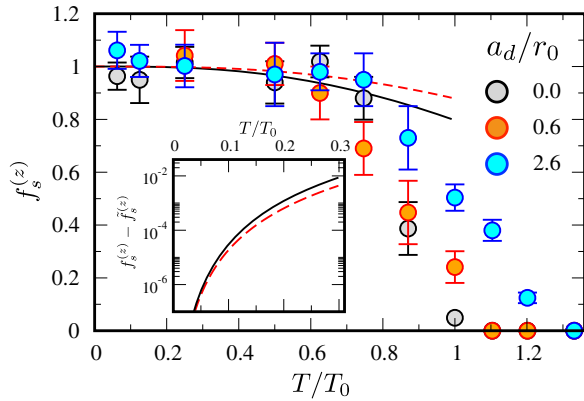 1.2
1
0.8
0.6
0.4
0.2
0
f_s^(z)
0 0.2 0.4 0.6 0.8 1 1.2
T/T_0
a_d/r_0
0.0
0.6
2.6
T/T_0
0 0.1 0.2 0.3
10^-2
10^-4
10^-6
f_s^(z) − f̃_s^(z)